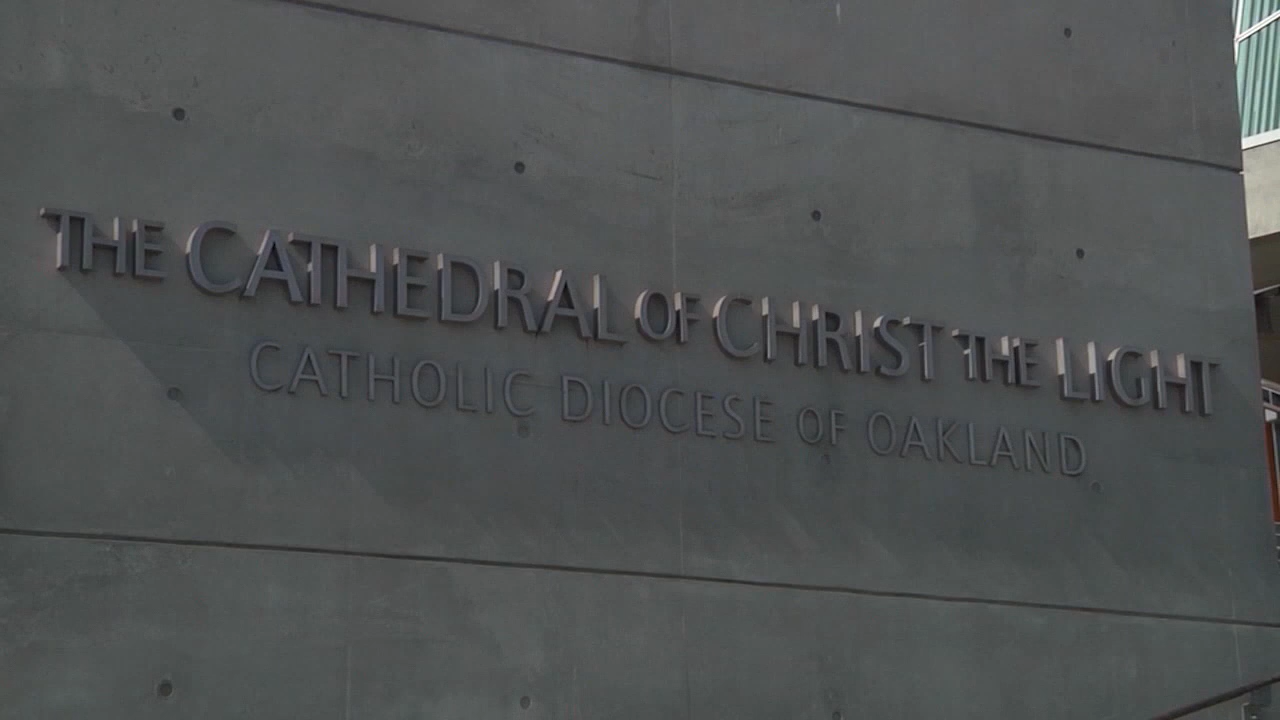 THE CATHEDRAL OF CHRIST THE LIGHT
CATHOLIC DIOCESE OF OAKLAND